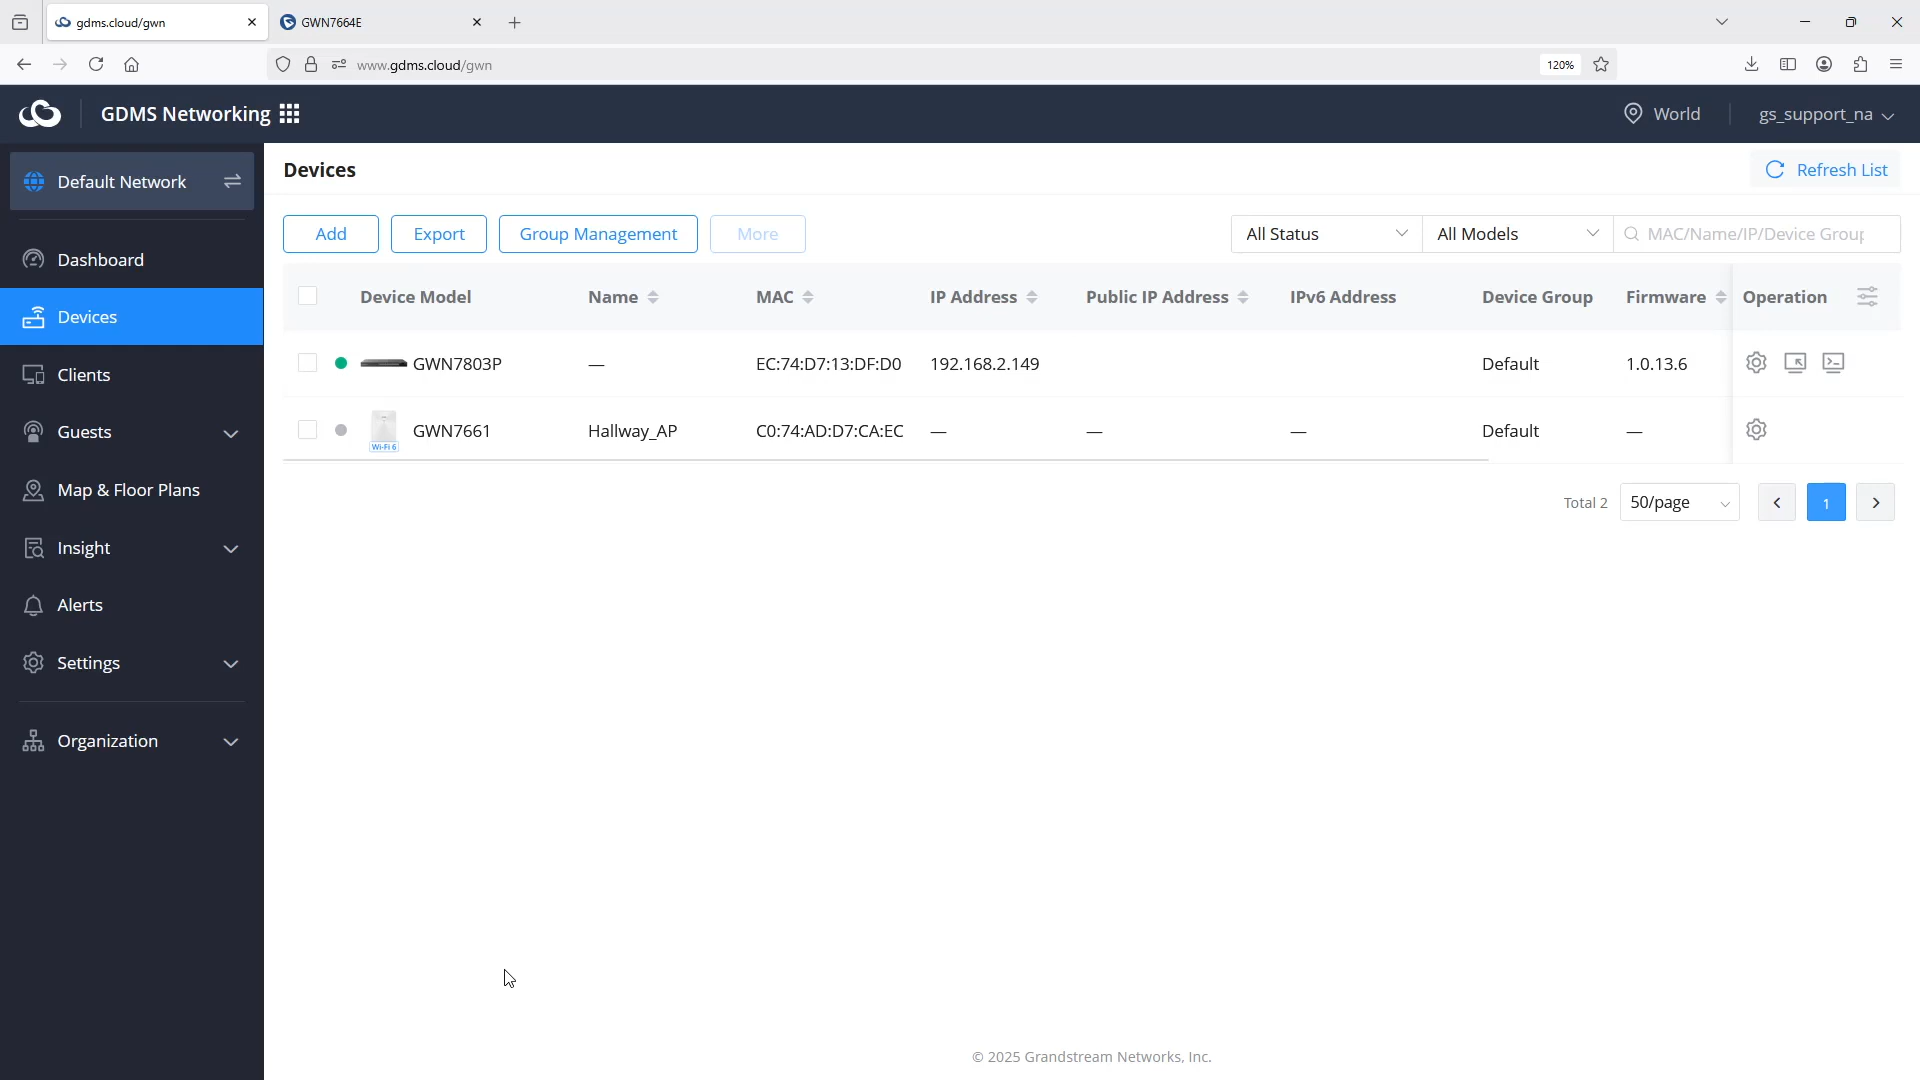 gdms.cloud/gwn
GWN7664E
www.gdms.cloud/gwn
120%
GDMS Networking
World
gs_support_na
Default Network
Dashboard
Devices
Clients
Guests
Map & Floor Plans
Insight
Alerts
Settings
Organization
Devices
Refresh List
Add
Export
Group Management
More
All Status
All Models
MAC/Name/IP/Device Group
Device Model
Name
MAC
IP Address
Public IP Address
IPv6 Address
Device Group
Firmware
Operation
GWN7803P
—
EC:74:D7:13:DF:D0
192.168.2.149
Default
1.0.13.6
Wi-Fi 6
GWN7661
Hallway_AP
C0:74:AD:D7:CA:EC
—
—
—
Default
—
Total 2
50/page
1
© 2025 Grandstream Networks, Inc.